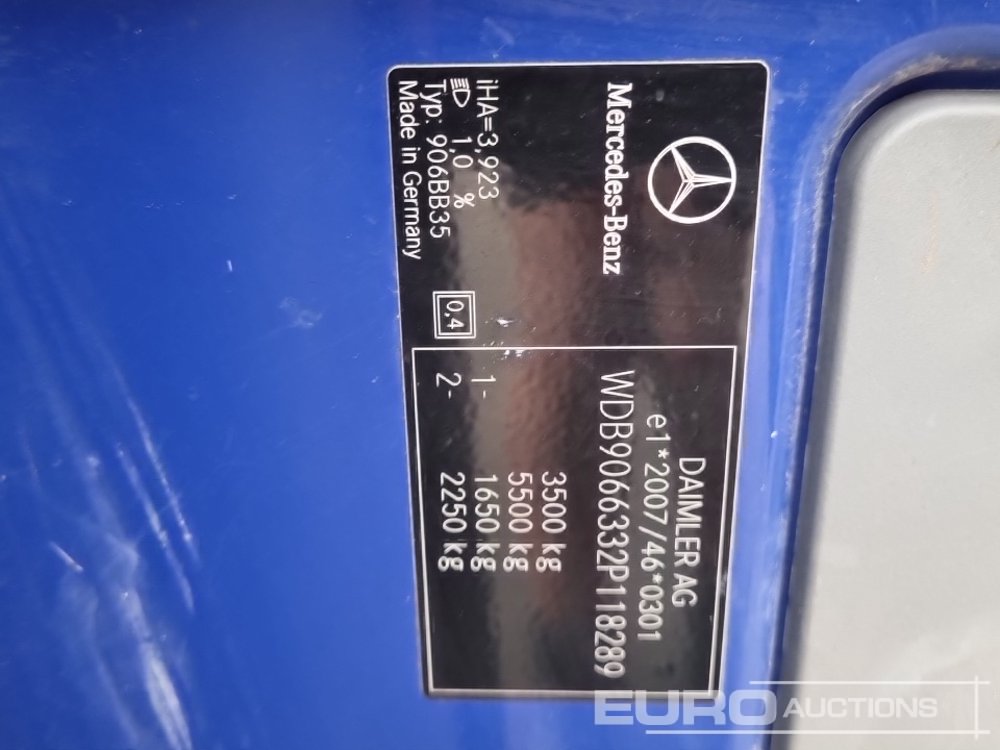 Mercedes-Benz
iHA=3,923
1,0 %
Typ: 906BB35
Made in Germany
0,4
DAIMLER AG
e1*2007/46*0301
WDB9066332P118289
3500 kg
5500 kg
1- 1650 kg
2- 2250 kg
EURO AUCTIONS